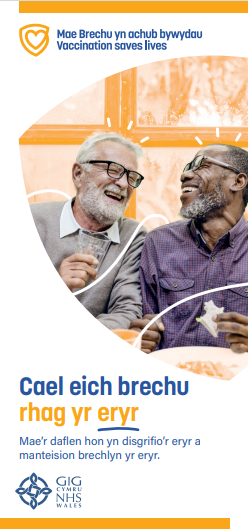 Mae Brechu yn achub bywydau
Vaccination saves lives
Cael eich brechu
rhag yr eryr
Mae'r daflen hon yn disgrifio'r eryr a
manteision brechlyn yr eryr.
GIG
CYMRU
NHS
WALES